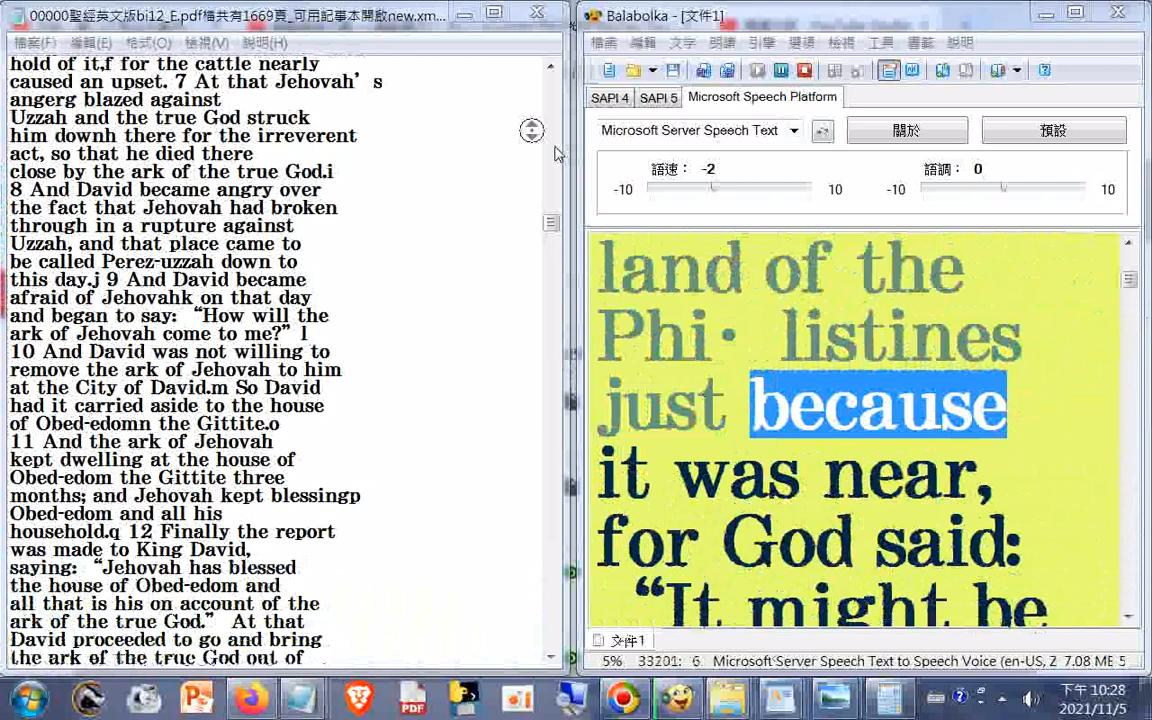 00000聖經英文版bi12_E.pdf檔共有1669頁_可用記事本開啟new.xm...
檔案(F) 編輯(E) 格式(O) 檢視(V) 說明(H)
hold of it,f for the cattle nearly
caused an upset. 7 At that Jehovah’s
angerg blazed against
Uzzah and the true God struck
him downh there for the irreverent
act, so that he died there
close by the ark of the true God.i
8 And David became angry over
the fact that Jehovah had broken
through in a rupture against
Uzzah, and that place came to
be called Perez-uzzah down to
this day.j 9 And David became
afraid of Jehovahk on that day
and began to say: “How will the
ark of Jehovah come to me?” l
10 And David was not willing to
remove the ark of Jehovah to him
at the City of David.m So David
had it carried aside to the house
of Obed-edomn the Gittite.o
11 And the ark of Jehovah
kept dwelling at the house of
Obed-edom the Gittite three
months; and Jehovah kept blessingp
Obed-edom and all his
household.q 12 Finally the report
was made to King David,
saying: “Jehovah has blessed
the house of Obed-edom and
all that is his on account of the
ark of the true God.” At that
David proceeded to go and bring
the ark of the true God out of
Balabolka - [文件1]
檔案 編輯 文字 朗讀 引擎 選項 檢視 工具 書籤 說明
SAPI 4 SAPI 5 Microsoft Speech Platform
Microsoft Server Speech Text 關於 預設
語速： -2 語調： 0
-10 10 -10 10
land of the
Phi· listines
just because
it was near,
for God said:
“It might be
文件1
5% 33201: 6 Microsoft Server Speech Text to Speech Voice (en-US, Z 7.08 MB 5
PDF
下午 10:28
2021/11/5